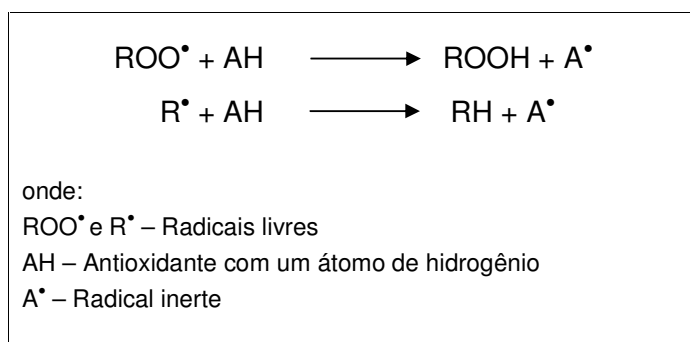 ROO• + AH ⟶ ROOH + A•
R• + AH ⟶ RH + A•
onde:
ROO• e R• – Radicais livres
AH – Antioxidante com um átomo de hidrogênio
A• – Radical inerte